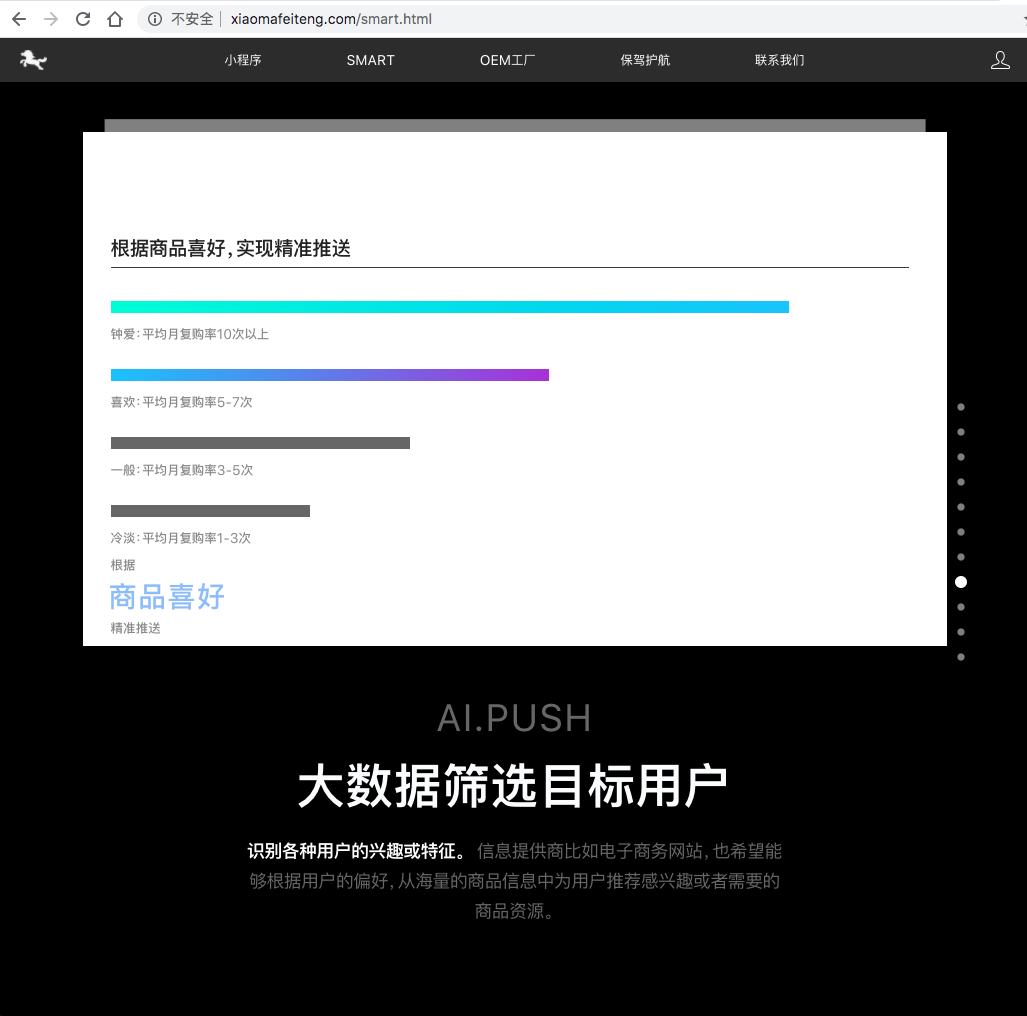 不安全 xiaomafeiteng.com/smart.html
小程序 SMART OEM工厂 保驾护航 联系我们
根据商品喜好,实现精准推送
钟爱:平均月复购率10次以上
喜欢:平均月复购率5-7次
一般:平均月复购率3-5次
冷淡:平均月复购率1-3次
根据
商品喜好
精准推送
AI.PUSH
大数据筛选目标用户
识别各种用户的兴趣或特征。信息提供商比如电子商务网站,也希望能
够根据用户的偏好,从海量的商品信息中为用户推荐感兴趣或者需要的
商品资源。